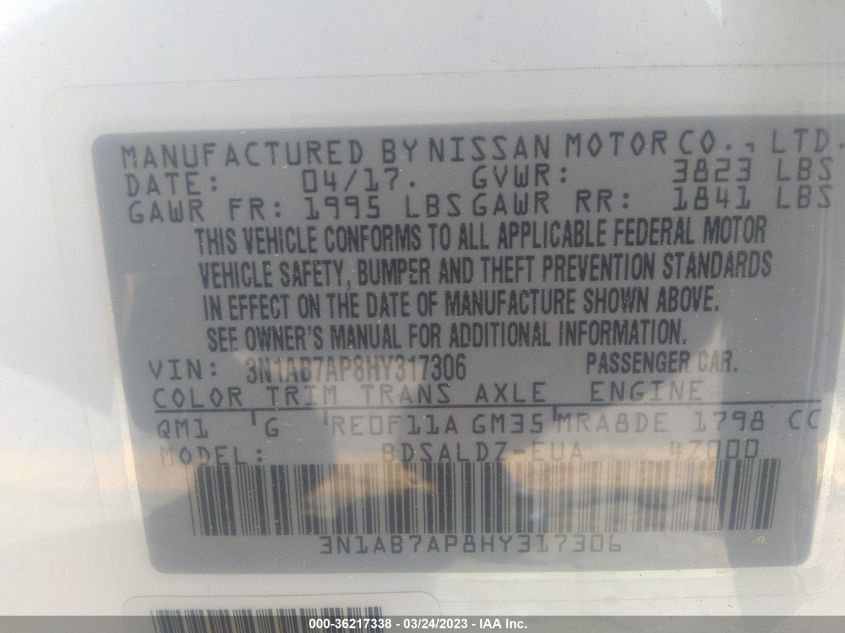 MANUFACTURED BY NISSAN MOTOR CO., LTD.
DATE: 04/17. GVWR: 3823 LBS
GAWR FR: 1995 LBS GAWR RR: 1841 LBS
THIS VEHICLE CONFORMS TO ALL APPLICABLE FEDERAL MOTOR
VEHICLE SAFETY, BUMPER AND THEFT PREVENTION STANDARDS
IN EFFECT ON THE DATE OF MANUFACTURE SHOWN ABOVE.
SEE OWNER'S MANUAL FOR ADDITIONAL INFORMATION.
VIN: 3N1AB7AP8HY317306 PASSENGER CAR.
COLOR TRIM TRANS AXLE ENGINE
QM1 G RE0F11A GM35 MRA8DE 1798 CC
MODEL: BDSALDZ-EUA 4Z000
3N1AB7AP8HY317306
000-36217338 - 03/24/2023 - IAAI Inc.